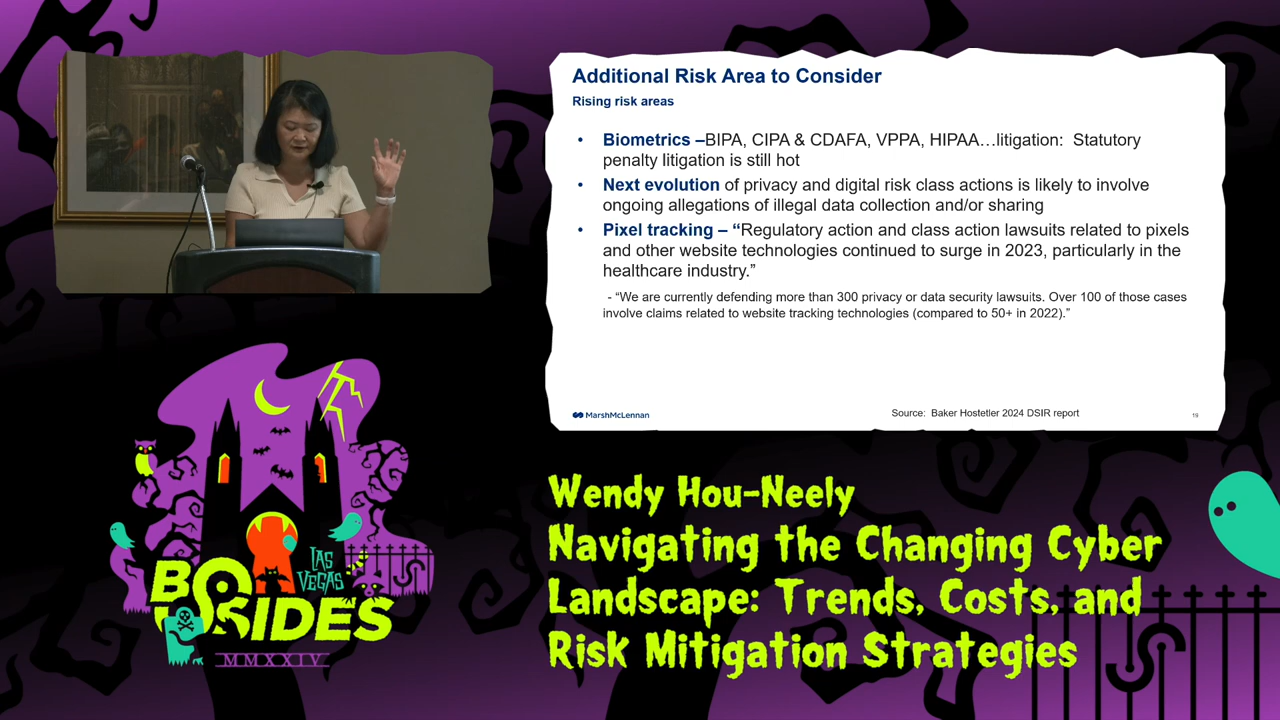 Additional Risk Area to Consider
Rising risk areas
• Biometrics –BIPA, CIPA & CDAFA, VPPA, HIPAA…litigation: Statutory
penalty litigation is still hot
• Next evolution of privacy and digital risk class actions is likely to involve
ongoing allegations of illegal data collection and/or sharing
• Pixel tracking – “Regulatory action and class action lawsuits related to pixels
and other website technologies continued to surge in 2023, particularly in the
healthcare industry.”
- “We are currently defending more than 300 privacy or data security lawsuits. Over 100 of those cases
involve claims related to website tracking technologies (compared to 50+ in 2022).”
MarshMcLennan
Source: Baker Hostetler 2024 DSIR report
19
LAS
VEGAS
BSIDES
MMXXIV
Wendy Hou-Neely
Navigating the Changing Cyber
Landscape: Trends, Costs, and
Risk Mitigation Strategies